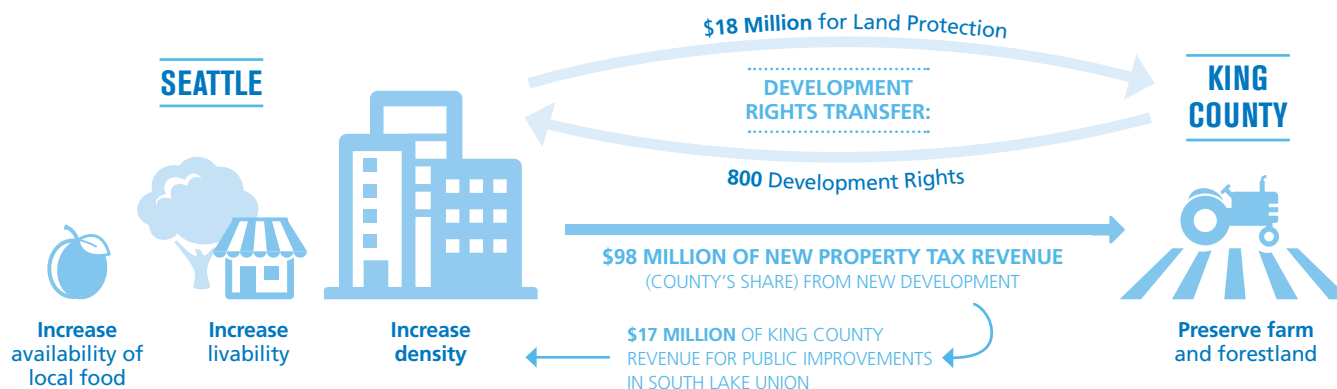 $18 Million for Land Protection
SEATTLE
DEVELOPMENT
RIGHTS TRANSFER:
KING
COUNTY
800 Development Rights
$98 MILLION OF NEW PROPERTY TAX REVENUE
(COUNTY'S SHARE) FROM NEW DEVELOPMENT
Increase
availability of
local food
Increase
livability
Increase
density
$17 MILLION OF KING COUNTY
REVENUE FOR PUBLIC IMPROVEMENTS
IN SOUTH LAKE UNION
Preserve farm
and forestland